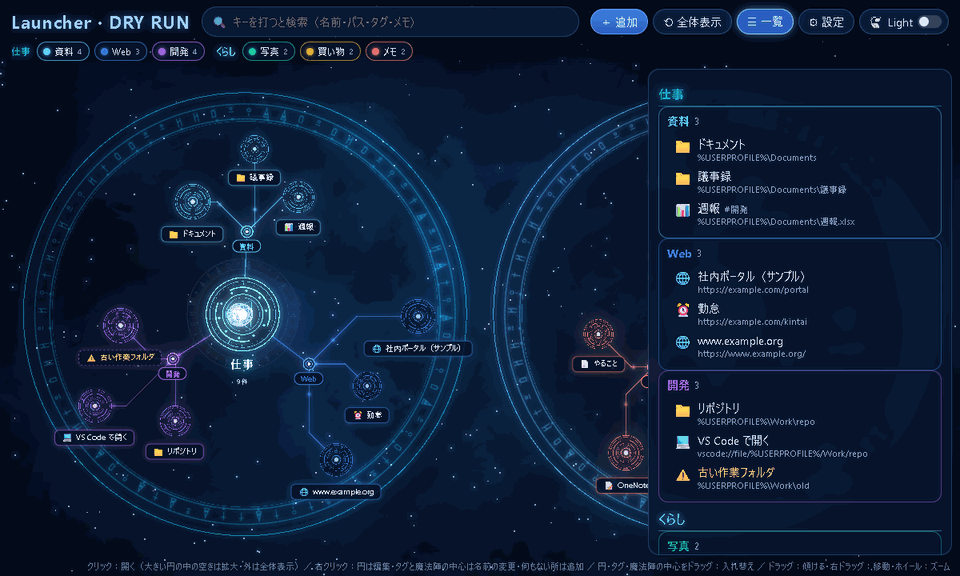 Launcher · DRY RUN
キーを打つと検索（名前・パス・タグ・メモ）
＋ 追加
全体表示
一覧
設定
Light
仕事
資料 4
Web 3
開発 4
くらし
写真 2
買い物 2
メモ 2
議事録
ドキュメント
週報
資料
仕事
9 件
古い作業フォルダ
開発
VS Code で開く
リポジトリ
Web
社内ポータル（サンプル）
勤怠
www.example.org
やること
OneNote
仕事
資料 3
ドキュメント
%USERPROFILE%\Documents
議事録
%USERPROFILE%\Documents\議事録
週報 #開発
%USERPROFILE%\Documents\週報.xlsx
Web 3
社内ポータル（サンプル）
https://example.com/portal
勤怠
https://example.com/kintai
www.example.org
https://www.example.org/
開発 3
リポジトリ
%USERPROFILE%\Work\repo
VS Code で開く
vscode://file/%USERPROFILE%/Work/repo
古い作業フォルダ
%USERPROFILE%\Work\old
くらし
写真 2
クリック：開く（大きい円の中の空きは拡大・外は全体表示）／ 右クリック：円は編集・タグと魔法陣の中心は名前の変更・何もない所は追加 ／ 円・タグ・魔法陣の中心をドラッグ：入れ替え ／ ドラッグ：傾ける・右ドラッグ：移動・ホイール：ズーム